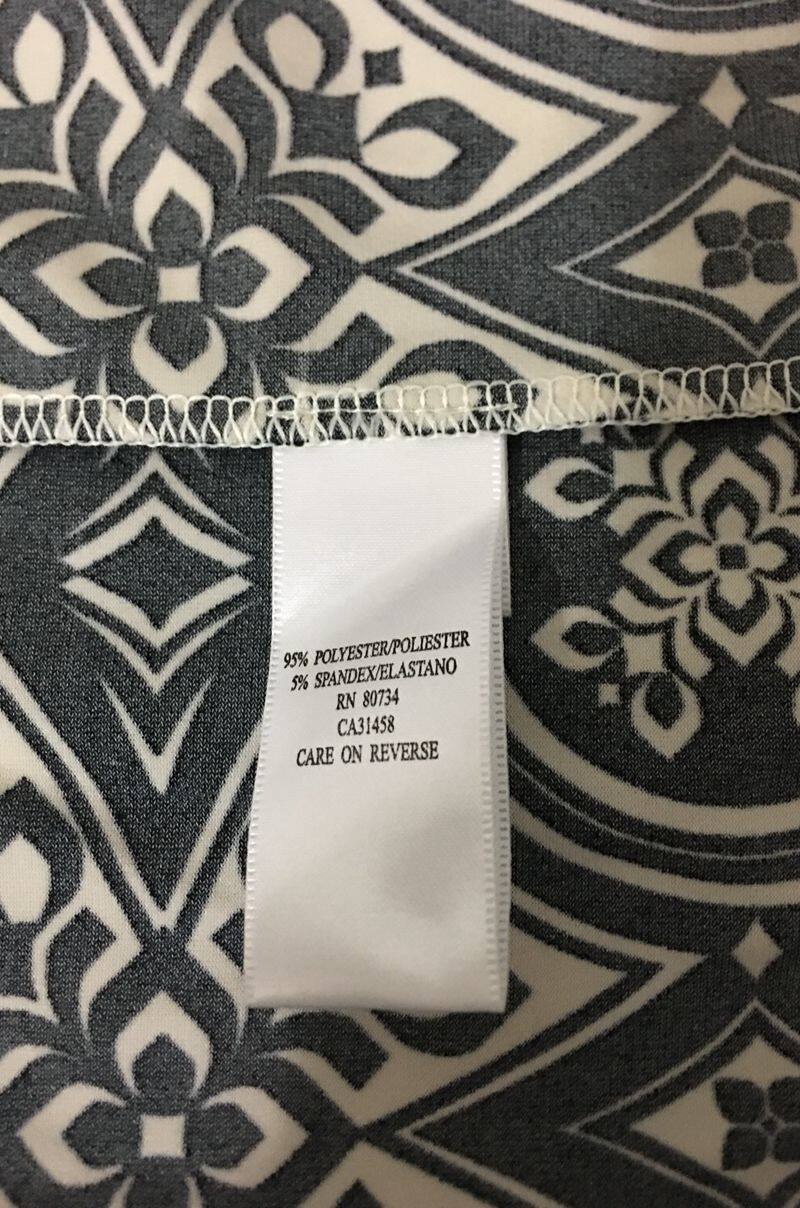 95% POLYESTER/POLIESTER
5% SPANDEX/ELASTANO
RN 80734
CA31458
CARE ON REVERSE